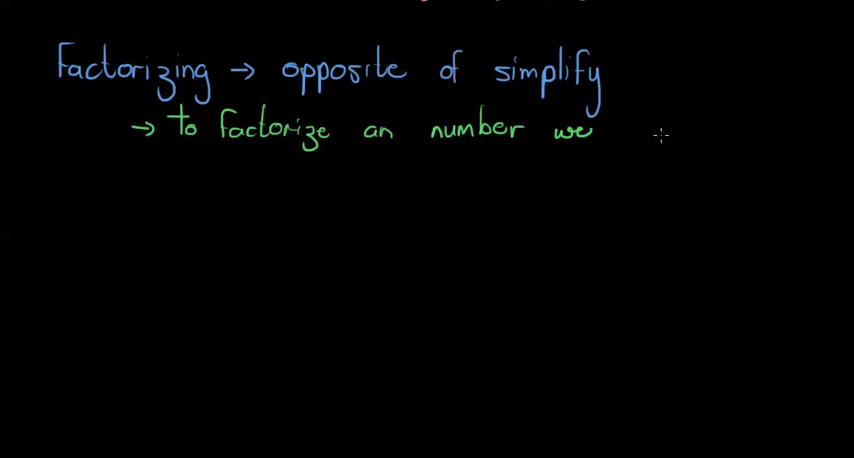 Factorizing → opposite of simplify
→ to factorize an number we